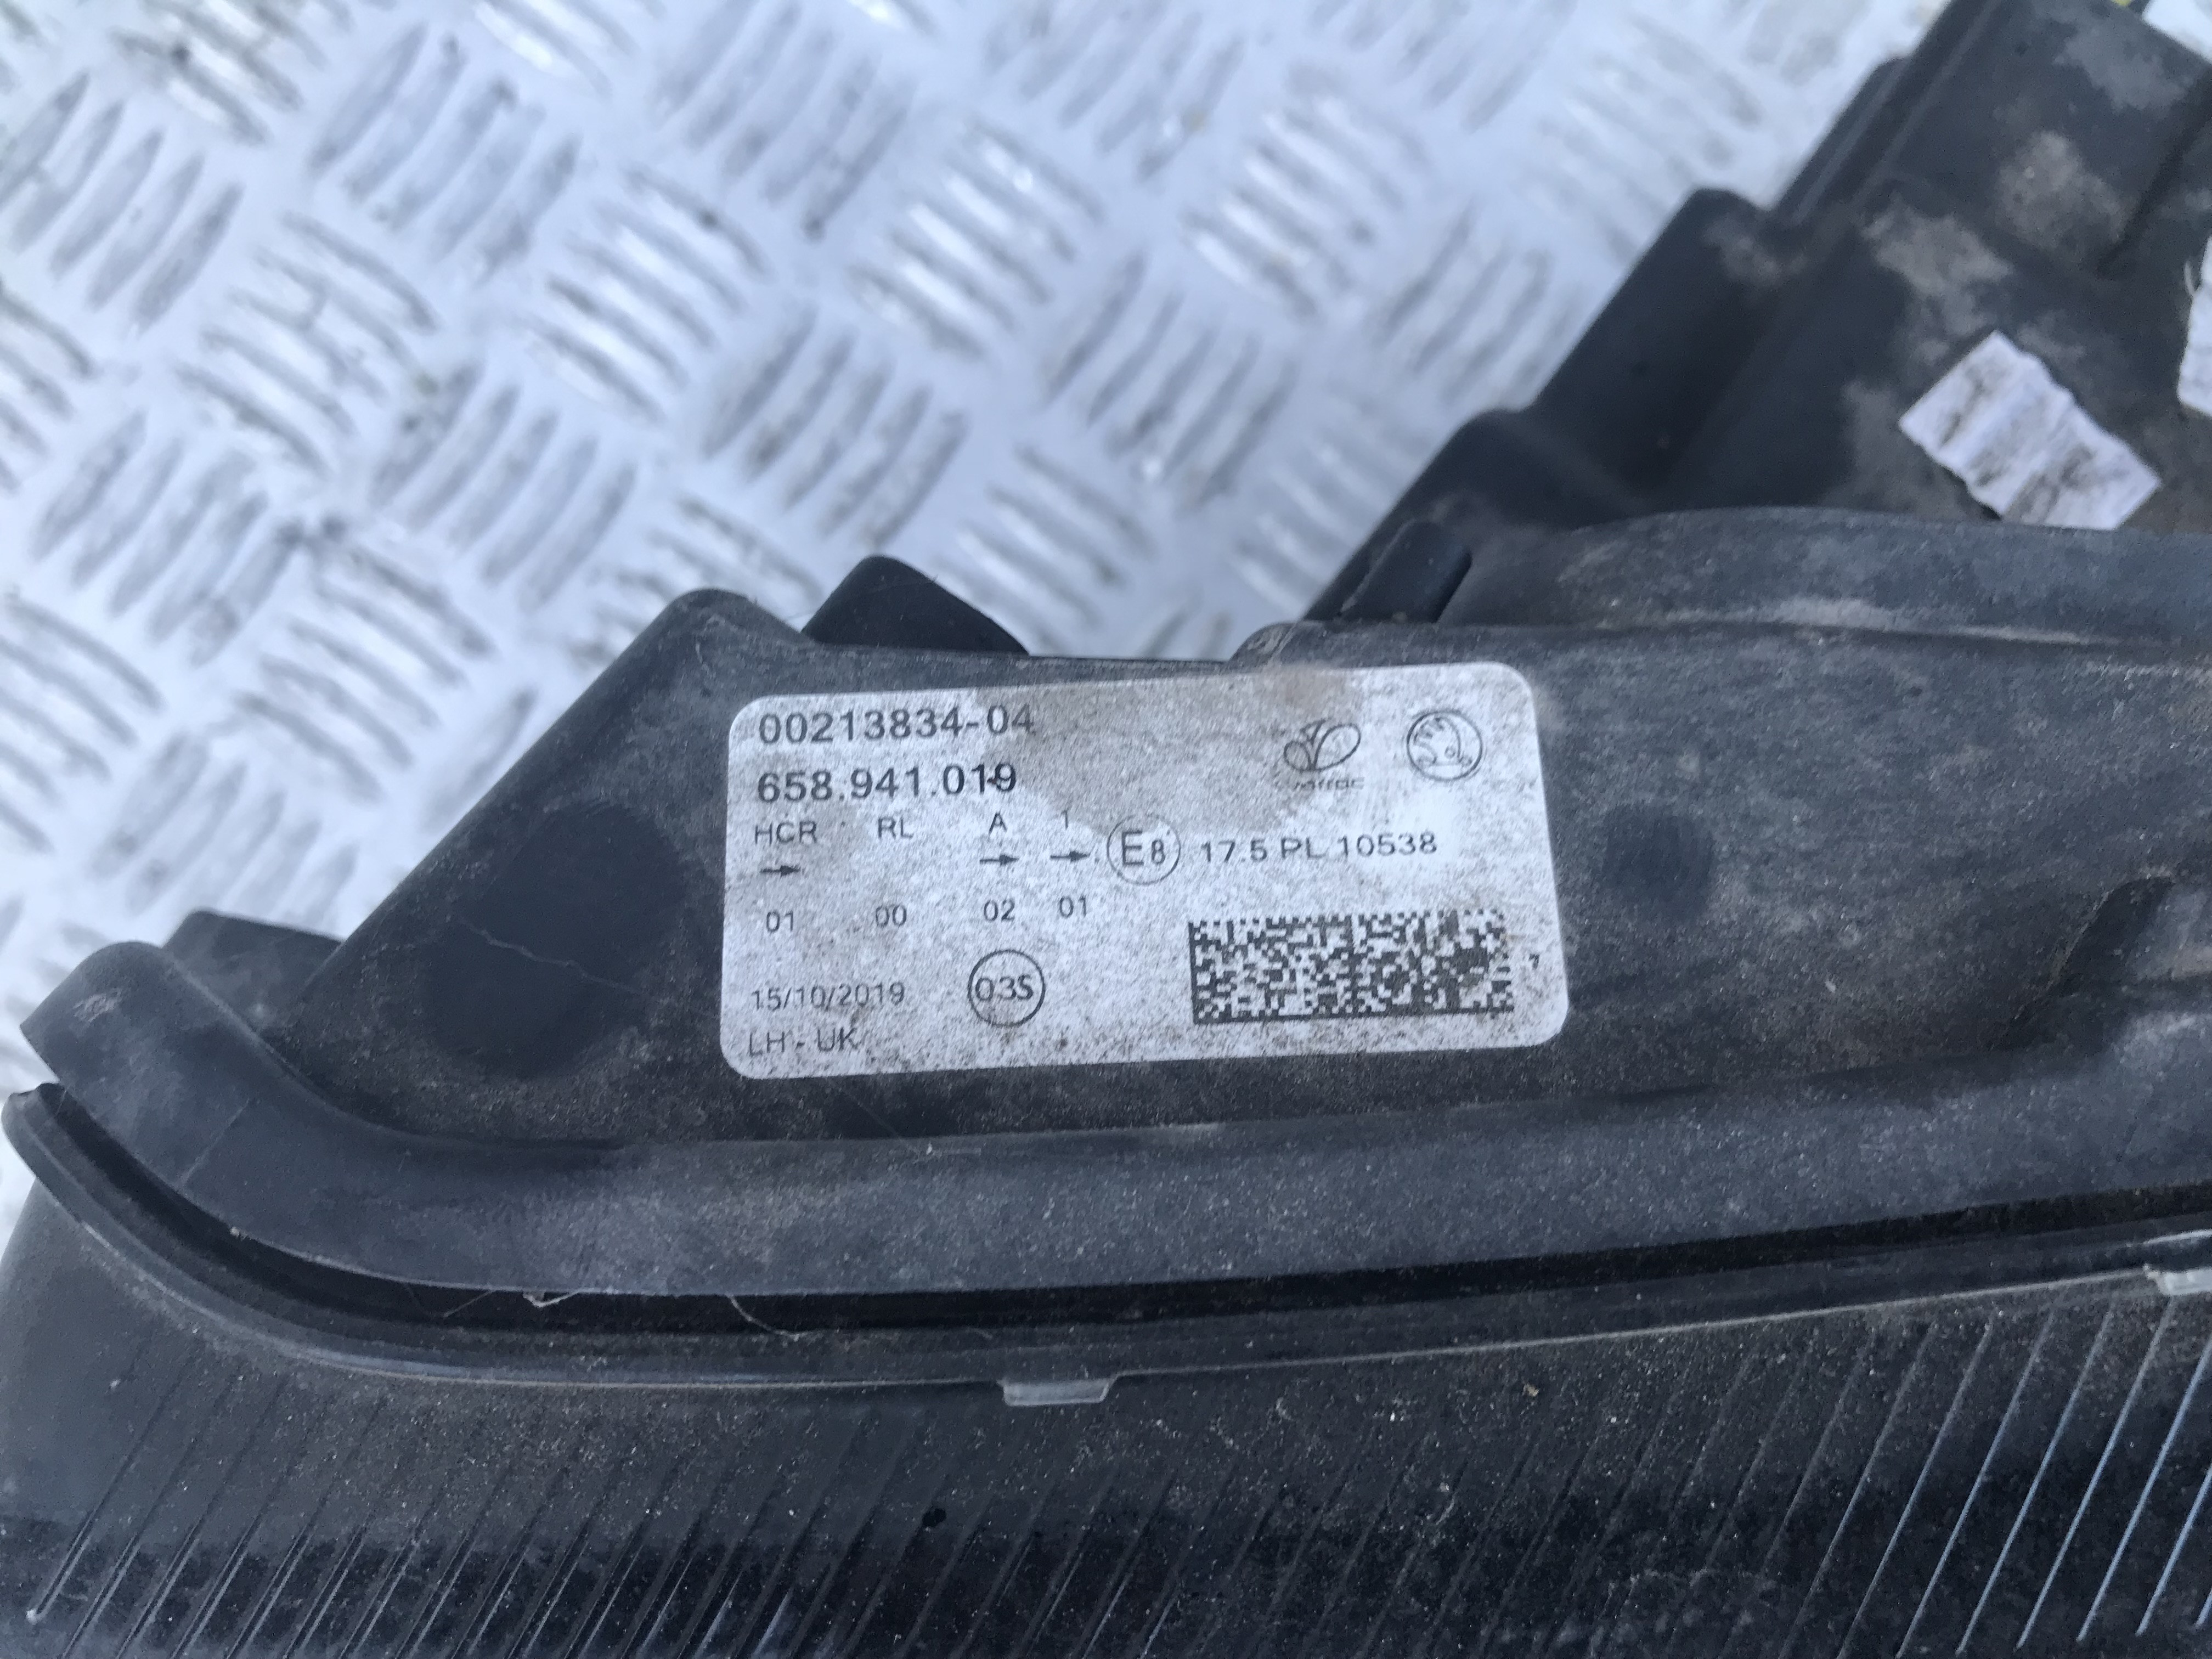 00213834-04
658.941.019
HCR RL A 1
→ → → E8 17.5 PL 10538
01 00 02 01
15/10/2019 03S
LH - UK